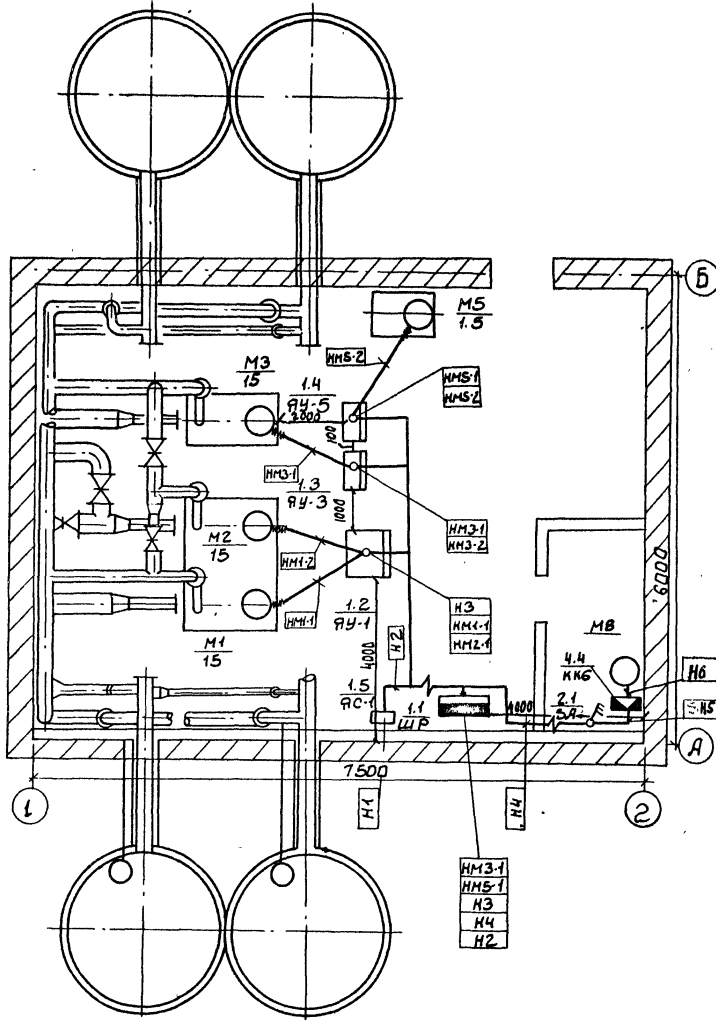 Б
М5
1.5
НМ5-2
М3
15
1.4
ЯУ-5
2000
НМ5-1
НМ5-2
100
НМ3-1
1.3
ЯУ-3
1000
НМ3-1
НМ3-2
М2
15
НМ1-2
НМ1-1
Н3
НМ1-1
НМ2-1
6000
М1
15
1.2
ЯУ-1
4000
Н2
М8
4.4
КК6
Н6
1.5
ЯС-1
1.1
ШР
4000
2.1
ЗА
Н5
А
7500
1
2
Н1
Н4
НМ3-1
НМ5-1
Н3
Н4
Н2